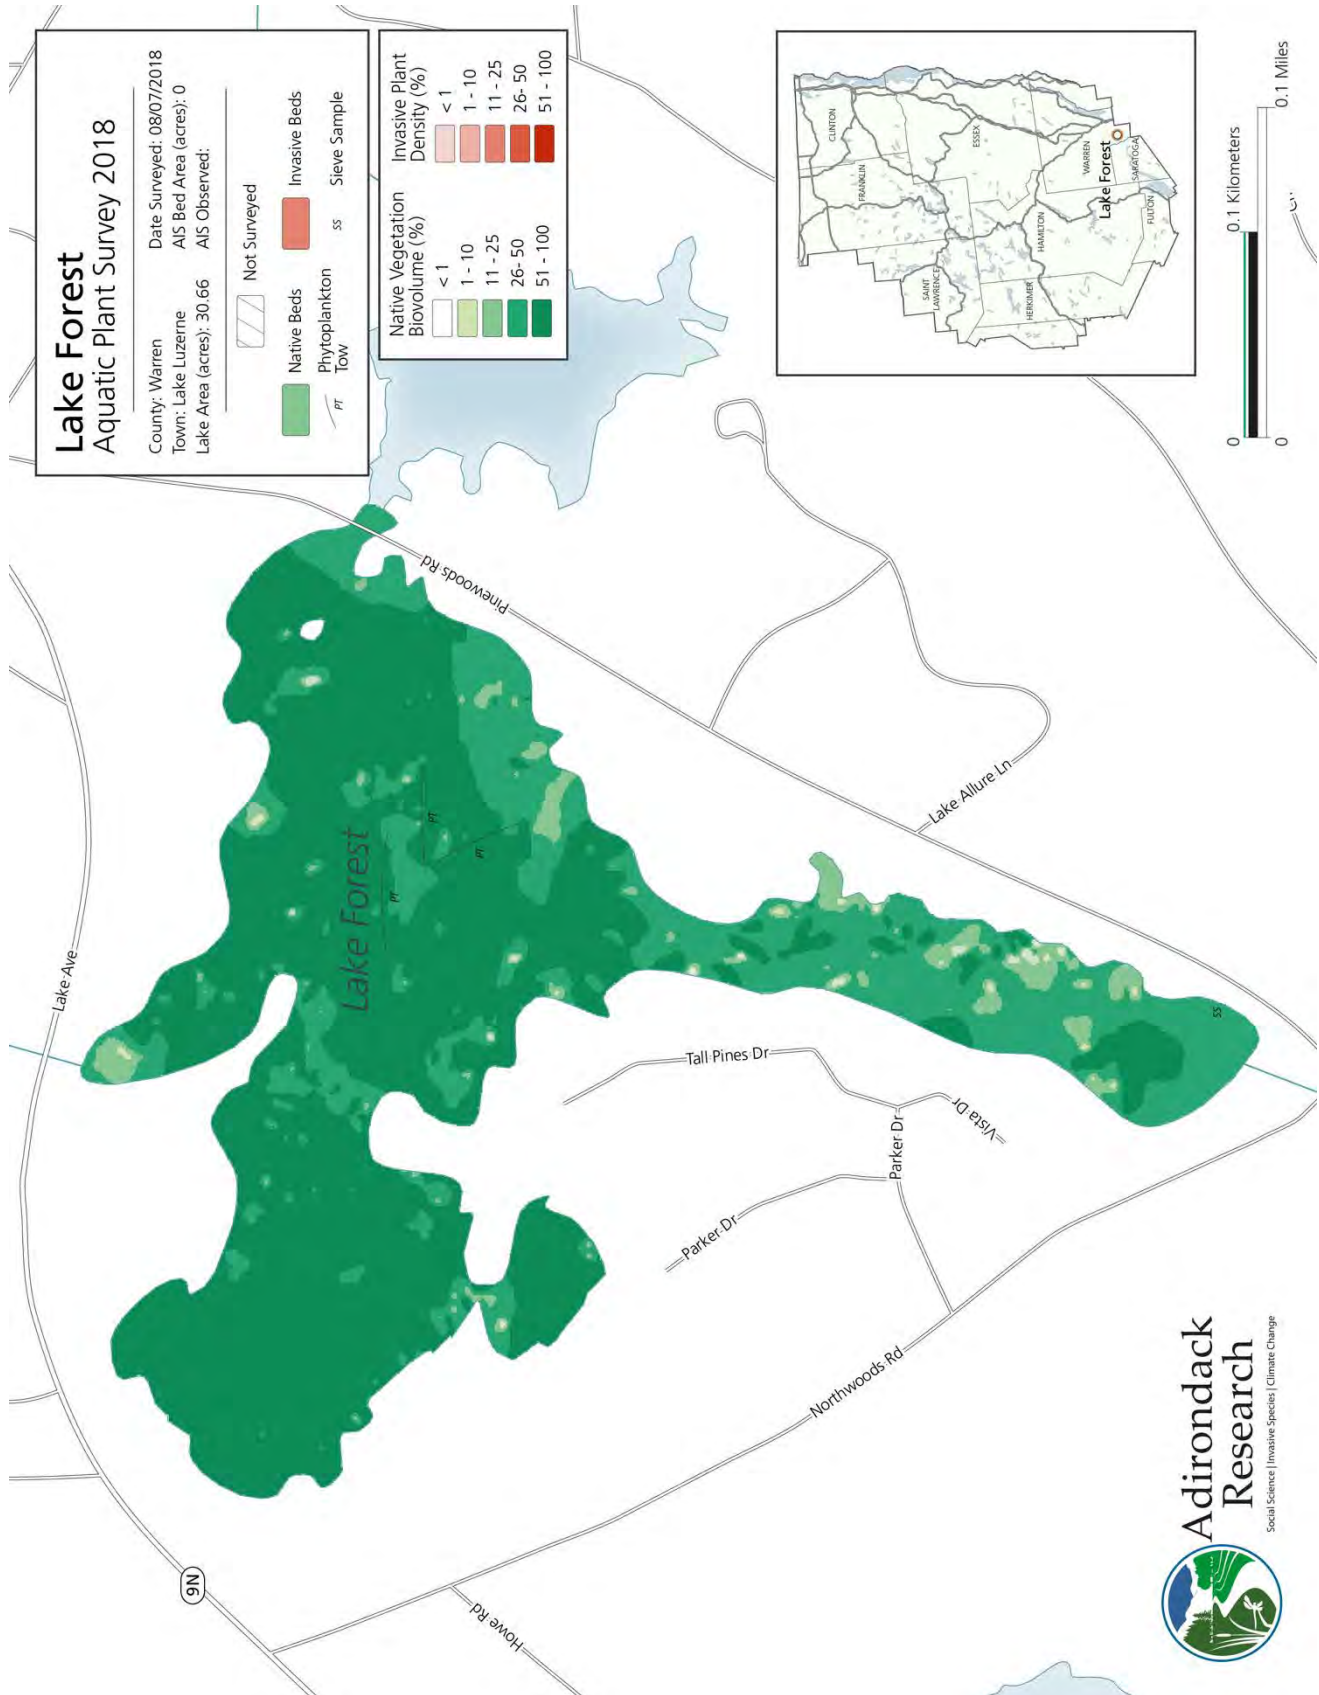 Lake Forest
Aquatic Plant Survey 2018
County: Warren
Town: Lake Luzerne
Lake Area (acres): 30.66
Date Surveyed: 08/07/2018
AIS Bed Area (acres): 0
AIS Observed:
Not Surveyed
Native Beds
Invasive Beds
PT
Phytoplankton
Tow
SS
Sieve Sample
Native Vegetation
Biovolume (%)
< 1
1 - 10
11 - 25
26- 50
51 - 100
Invasive Plant
Density (%)
< 1
1 - 10
11 - 25
26- 50
51 - 100
CLINTON
FRANKLIN
ESSEX
SAINT
LAWRENCE
HERKIMER
HAMILTON
WARREN
Lake Forest
SARATOGA
FULTON
0
0.1 Kilometers
0
0.1 Miles
9N
Howe Rd
Northwoods Rd
Parker Dr
Parker Dr
Vista Dr
Tall Pines Dr
Lake Ave
Lake Forest
PT
PT
PT
SS
Pinewoods Rd
Lake Allure Ln
Adirondack
Research
Social Science | Invasive Species | Climate Change